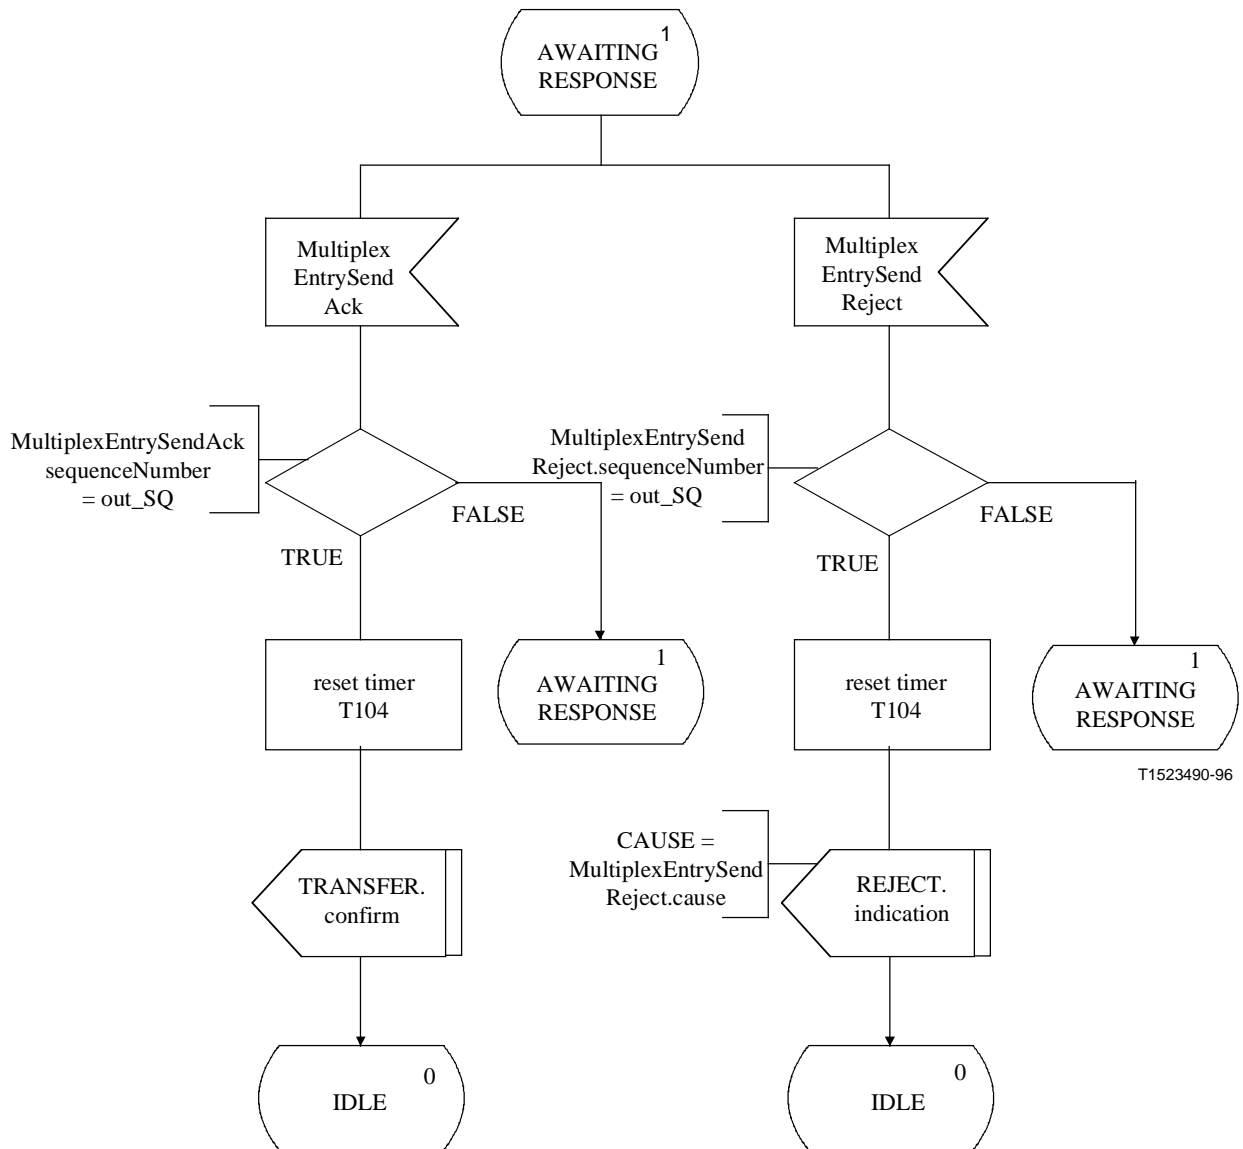 1
AWAITING
RESPONSE
Multiplex
EntrySend
Ack
Multiplex
EntrySend
Reject
MultiplexEntrySendAck
sequenceNumber
= out_SQ
FALSE
TRUE
MultiplexEntrySend
Reject.sequenceNumber
= out_SQ
FALSE
TRUE
reset timer
T104
1
AWAITING
RESPONSE
reset timer
T104
1
AWAITING
RESPONSE
T1523490-96
TRANSFER.
confirm
CAUSE =
MultiplexEntrySend
Reject.cause
REJECT.
indication
0
IDLE
0
IDLE